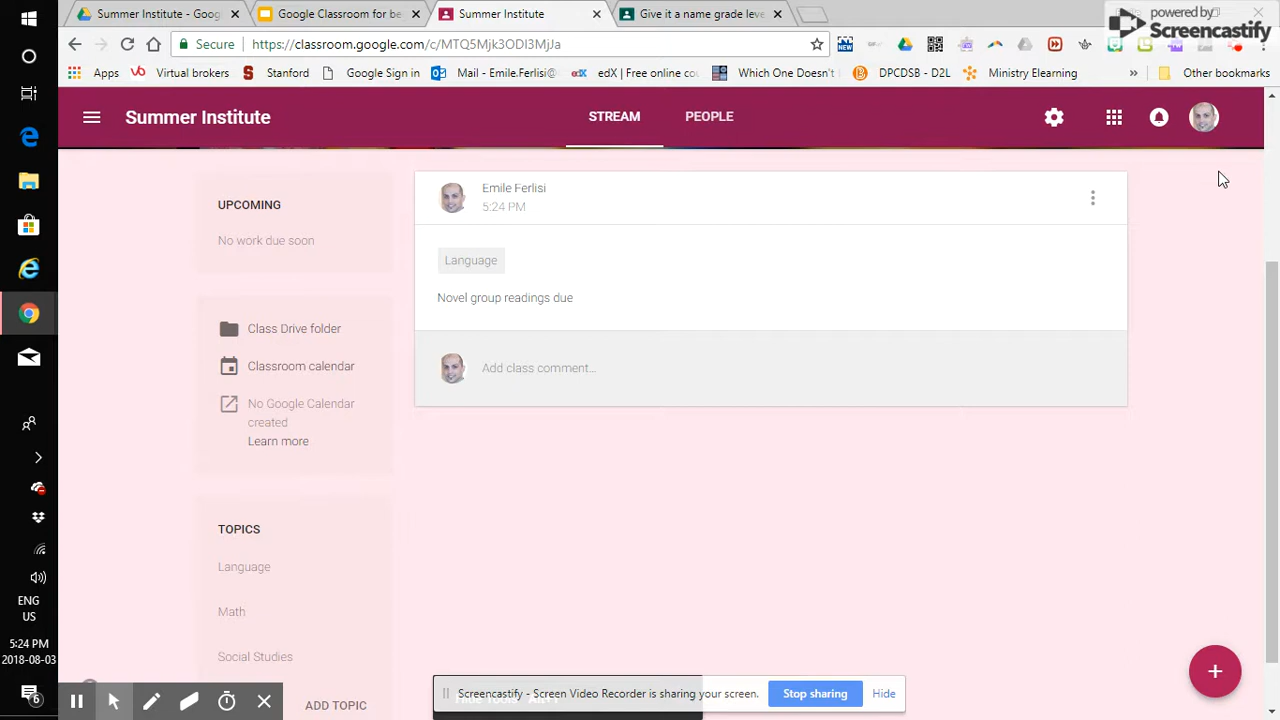 Summer Institute - Goog
Google Classroom for be
Summer Institute
Give it a name grade leve
powered by
Screencastify
Secure
https://classroom.google.com/c/MTQ5Mjk3ODI3MjJa
NEW
Apps
Virtual brokers
Stanford
Google Sign in
Mail - Emile.Ferlisi@
edX | Free online cou
Which One Doesn't
DPCDSB - D2L
Ministry Elearning
Other bookmarks
Summer Institute
STREAM
PEOPLE
UPCOMING
No work due soon
Emile Ferlisi
5:24 PM
Language
Novel group readings due
Add class comment...
Class Drive folder
Classroom calendar
No Google Calendar
created
Learn more
TOPICS
Language
Math
Social Studies
ADD TOPIC
Screencastify - Screen Video Recorder is sharing your screen.
Stop sharing
Hide
ENG
US
5:24 PM
2018-08-03
6